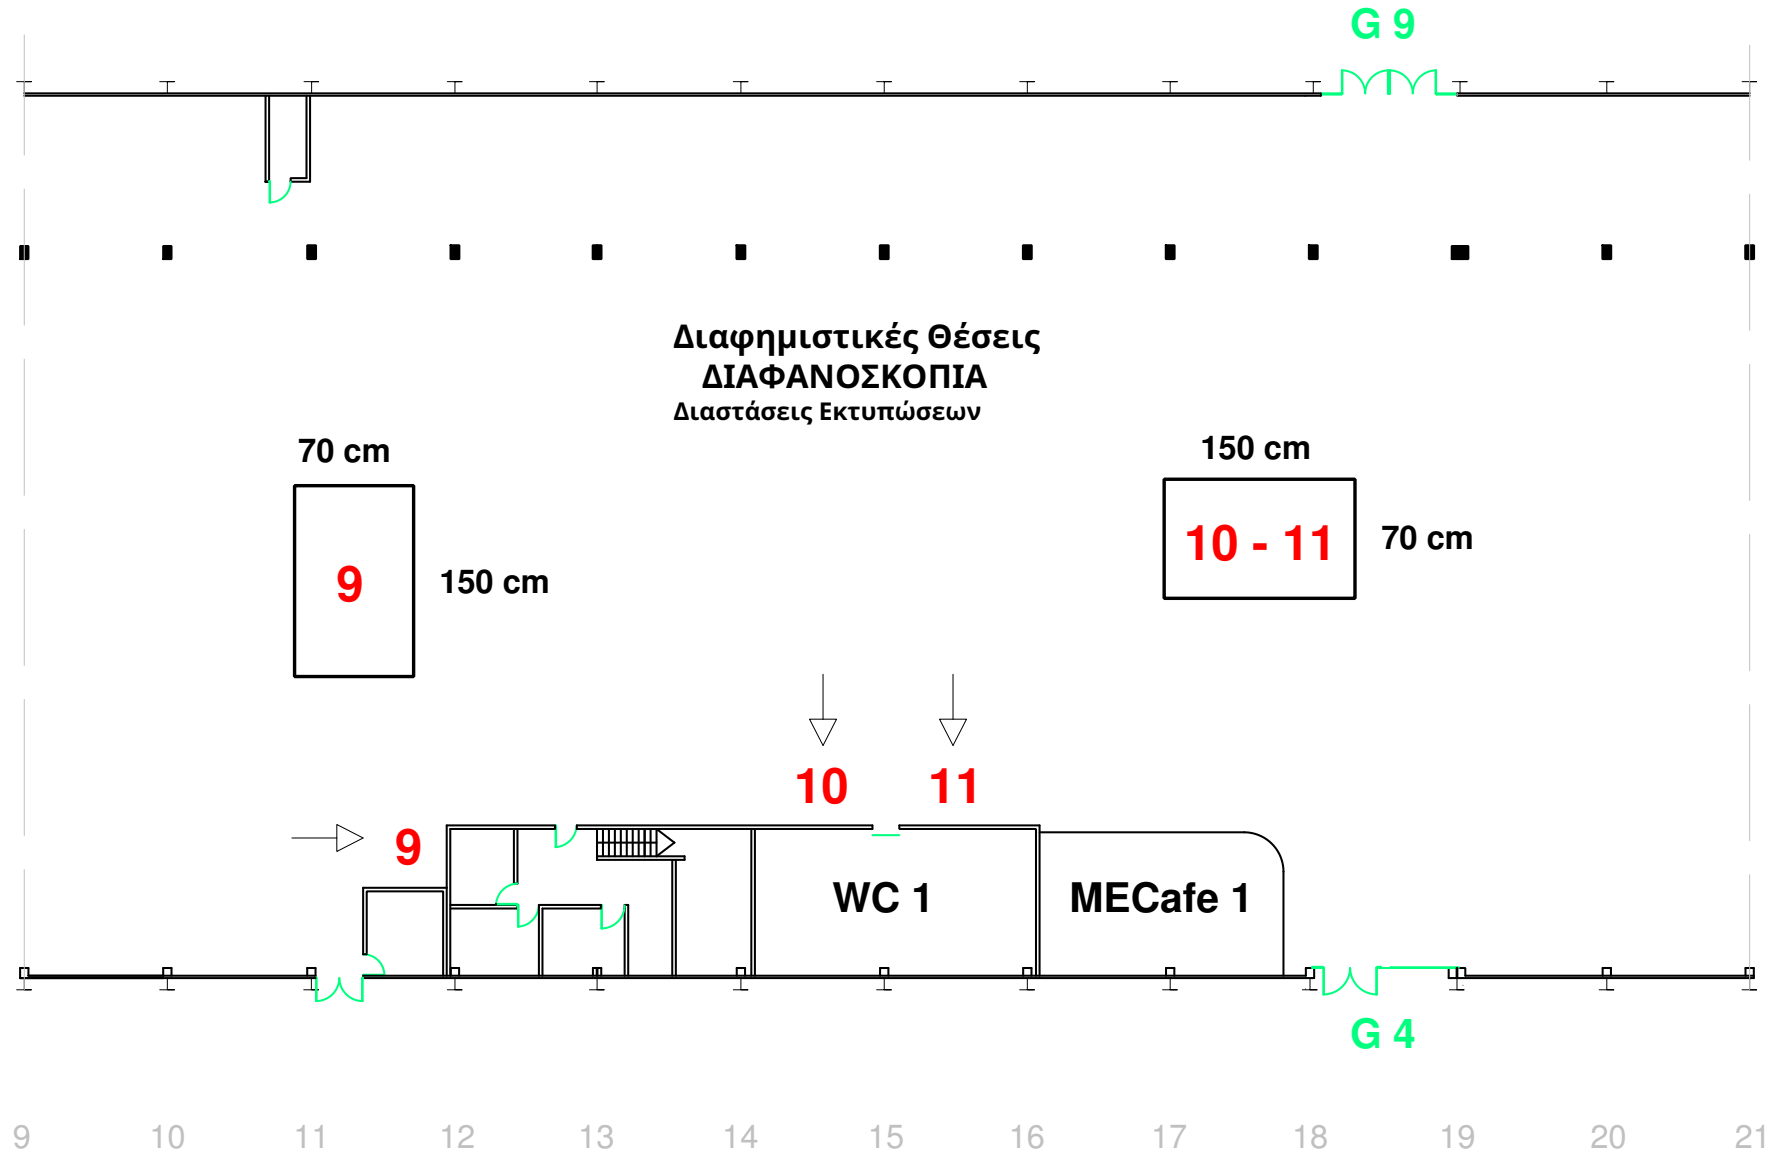 G 9
Διαφημιστικές Θέσεις
ΔΙΑΦΑΝΟΣΚΟΠΙΑ
Διαστάσεις Εκτυπώσεων
70 cm
150 cm
9
150 cm
10 - 11
70 cm
10
11
9
WC 1
MECafe 1
G 4
9 10 11 12 13 14 15 16 17 18 19 20 21